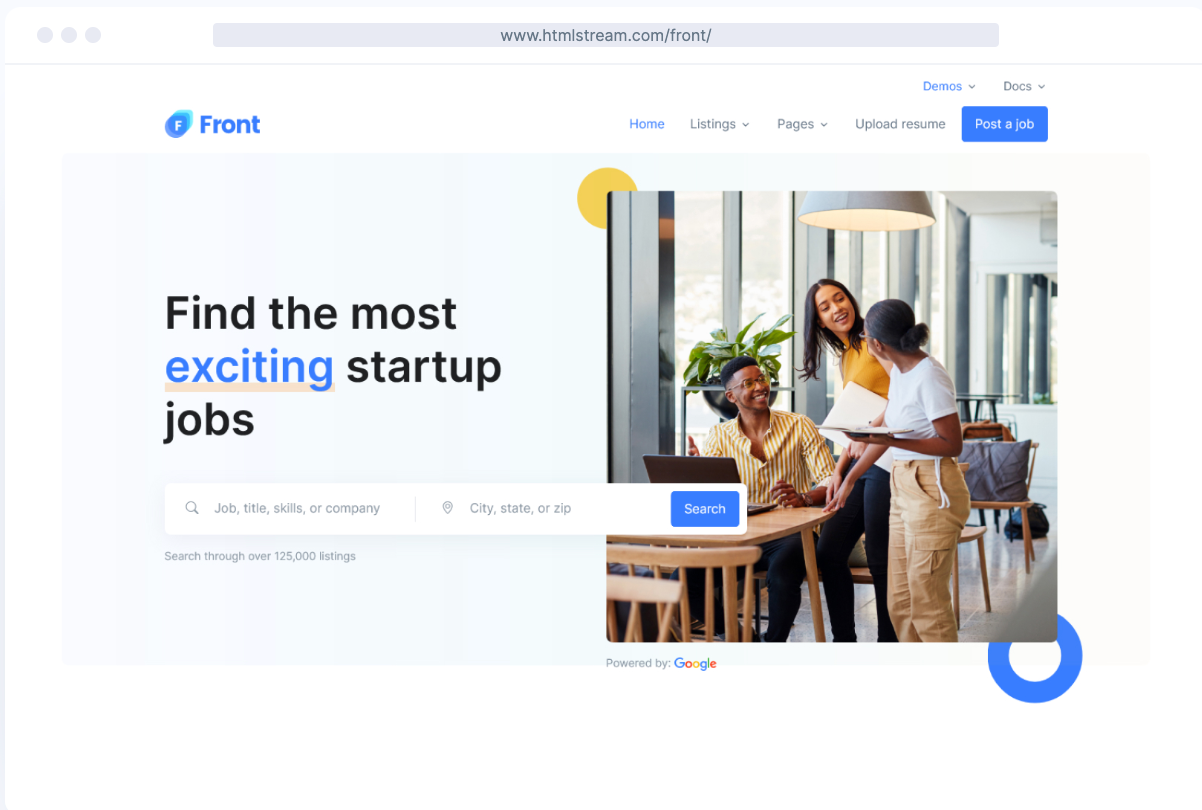 www.htmlstream.com/front/
Demos Docs
F Front
Home Listings Pages Upload resume Post a job
Find the most
exciting startup
jobs
Job, title, skills, or company City, state, or zip Search
Search through over 125,000 listings
Powered by: Google